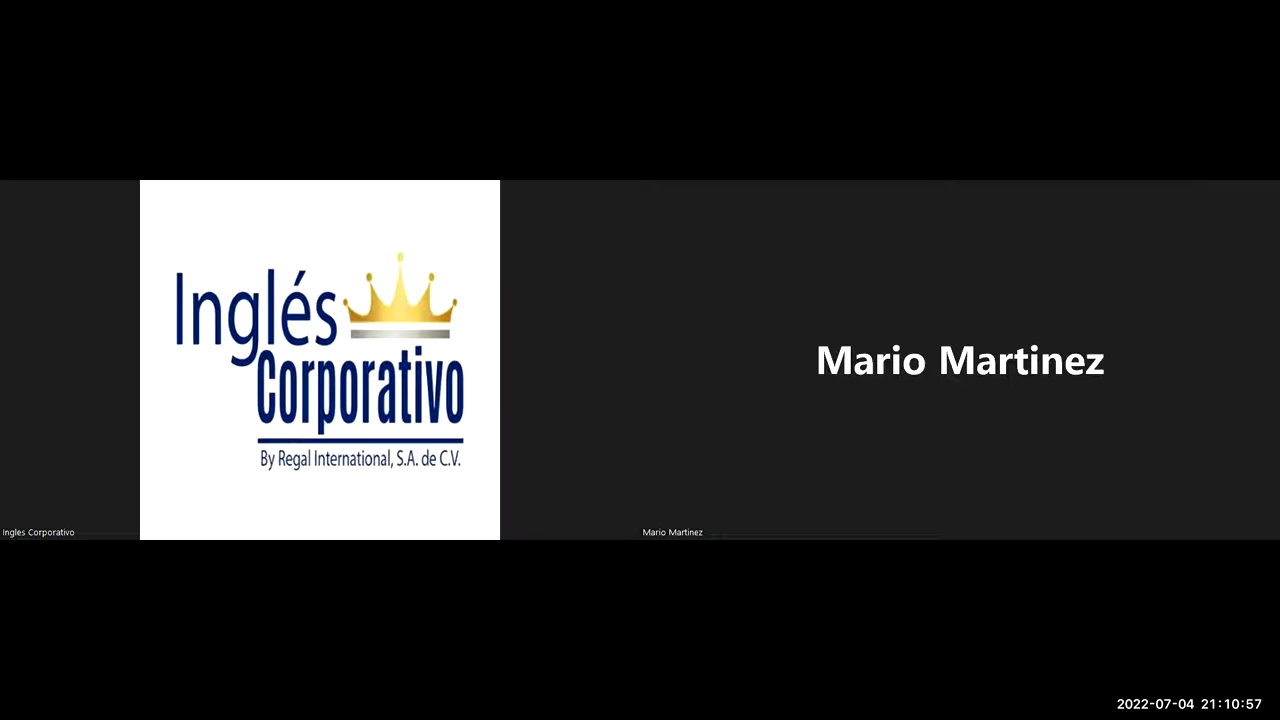 Inglés
Corporativo
By Regal International, S.A. de C.V.
Ingles Corporativo
Mario Martinez
Mario Martinez
2022-07-04 21:10:57